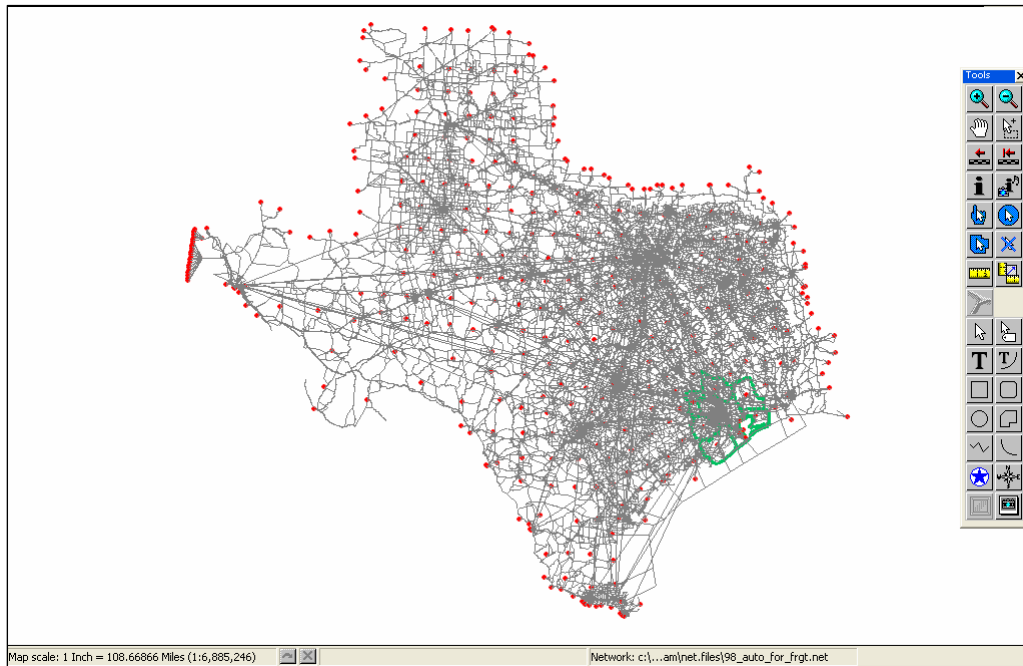 Tools
Map scale: 1 Inch = 108.66866 Miles (1:6,885,246)
Network: c:\...am\net.files\98_auto_for_frgt.net